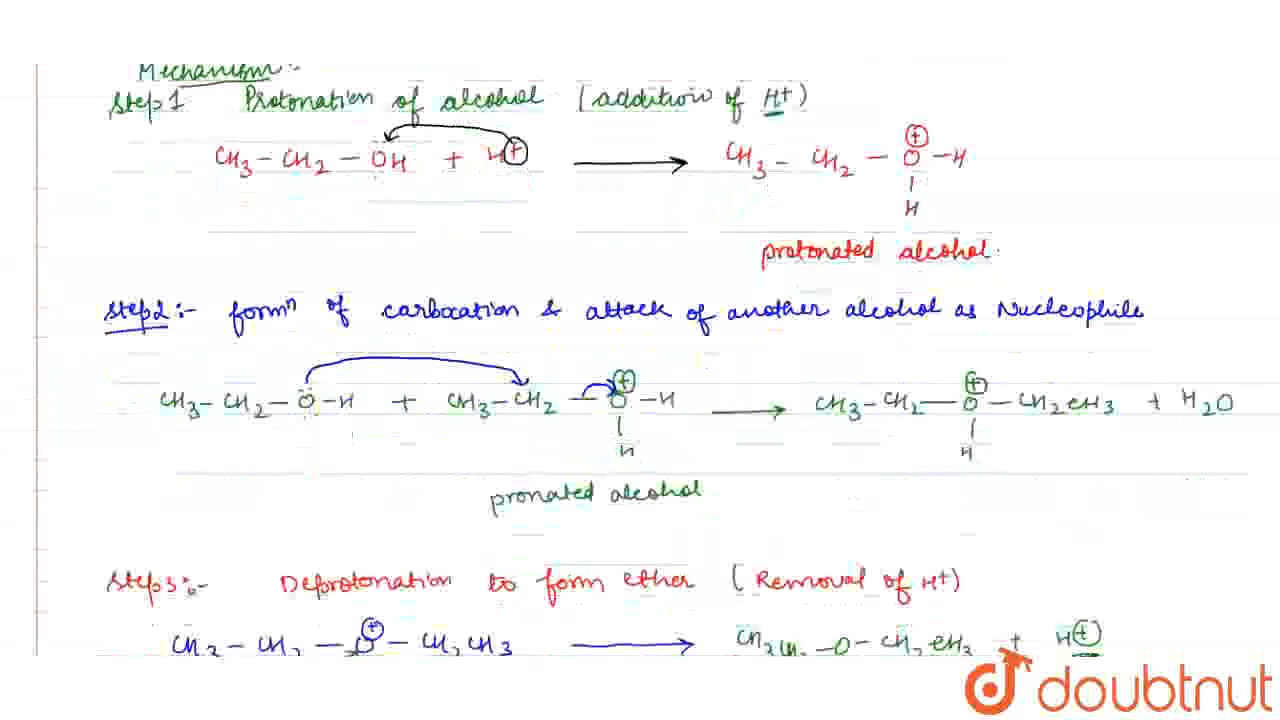 Mechanism:-
Step 1 Protonation of alcohol (addition of H+)
CH3 - CH2 - OH + H+ ⟶ CH3 - CH2 - O⊕ - H
|
H
protonated alcohol.
Step2:- formn of carbocation & attack of another alcohol as Nucleophile
CH3 - CH2 - O - H + CH3 - CH2 - O⊕ - H ⟶ CH3 - CH2 - O⊕ - CH2CH3 + H2O
| |
H H
pronated alcohol
Step3:- Deprotonation to form ether (Removal of H+)
CH3 - CH2 - O⊕ - CH2CH3 ⟶ CH3CH2 - O - CH2CH3 + H⊕
doubtnut